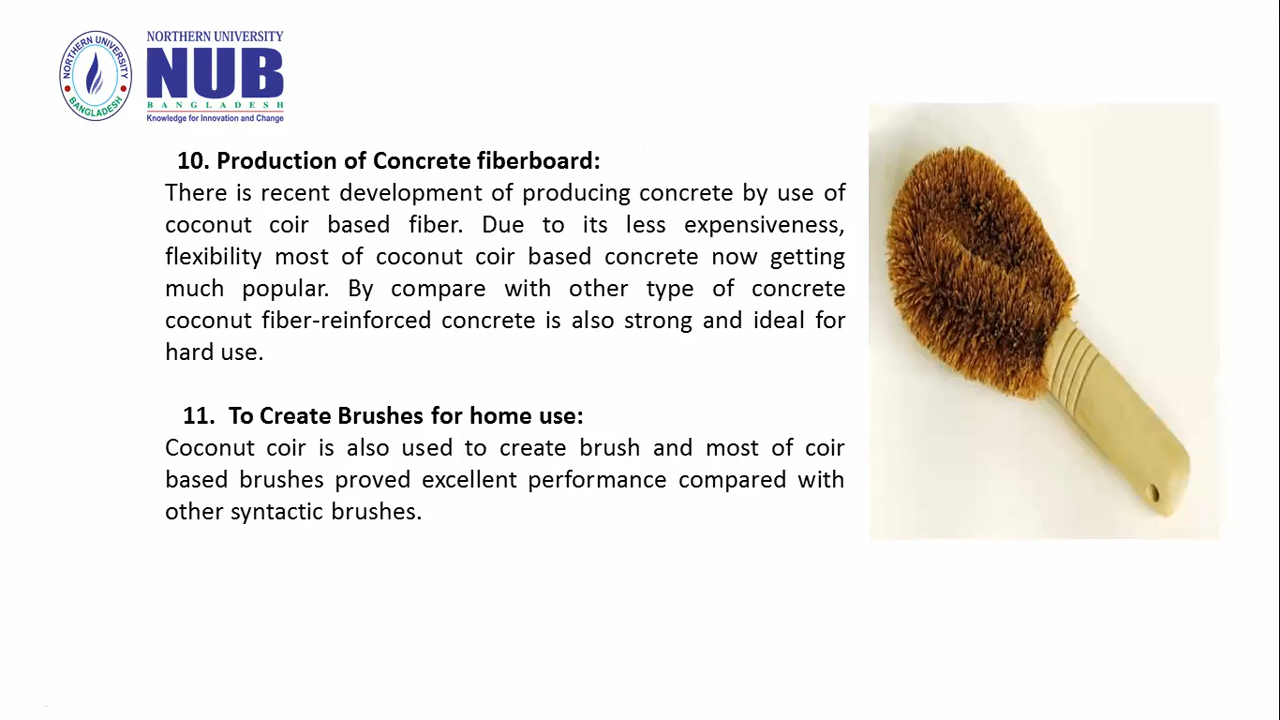 NORTHERN UNIVERSITY
BANGLADESH
NORTHERN UNIVERSITY
NUB
BANGLADESH
Knowledge for Innovation and Change
10. Production of Concrete fiberboard:
There is recent development of producing concrete by use of
coconut coir based fiber. Due to its less expensiveness,
flexibility most of coconut coir based concrete now getting
much popular. By compare with other type of concrete
coconut fiber-reinforced concrete is also strong and ideal for
hard use.
11. To Create Brushes for home use:
Coconut coir is also used to create brush and most of coir
based brushes proved excellent performance compared with
other syntactic brushes.